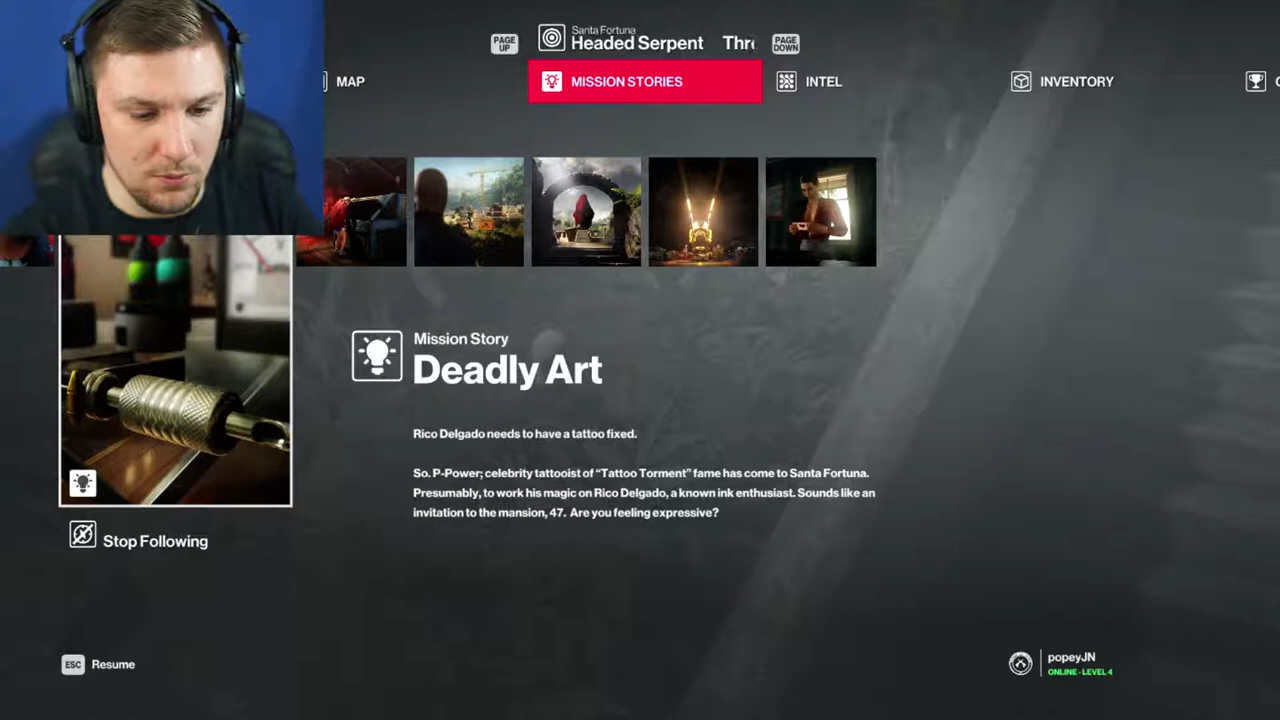 Santa Fortuna
PAGE UP
Headed Serpent Thr
PAGE DOWN
MAP
MISSION STORIES
INTEL
INVENTORY
Mission Story
Deadly Art
Rico Delgado needs to have a tattoo fixed.
So. P-Power; celebrity tattooist of “Tattoo Torment” fame has come to Santa Fortuna.
Presumably, to work his magic on Rico Delgado, a known ink enthusiast. Sounds like an
invitation to the mansion, 47. Are you feeling expressive?
Stop Following
ESC Resume
popeyJN
ONLINE - LEVEL 4